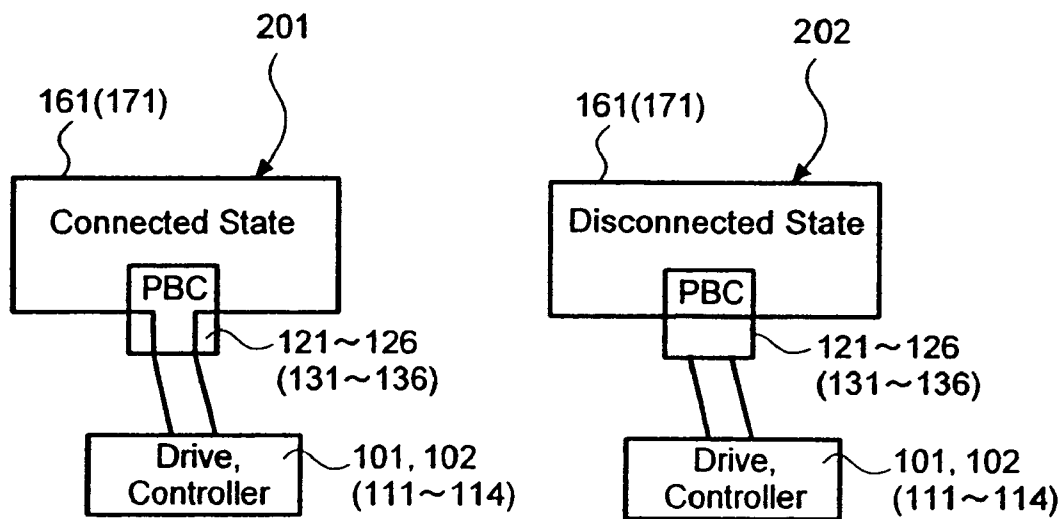 201
161(171)
Connected State
PBC
121~126
(131~136)
Drive,
Controller
101, 102
(111~114)
202
161(171)
Disconnected State
PBC
121~126
(131~136)
Drive,
Controller
101, 102
(111~114)